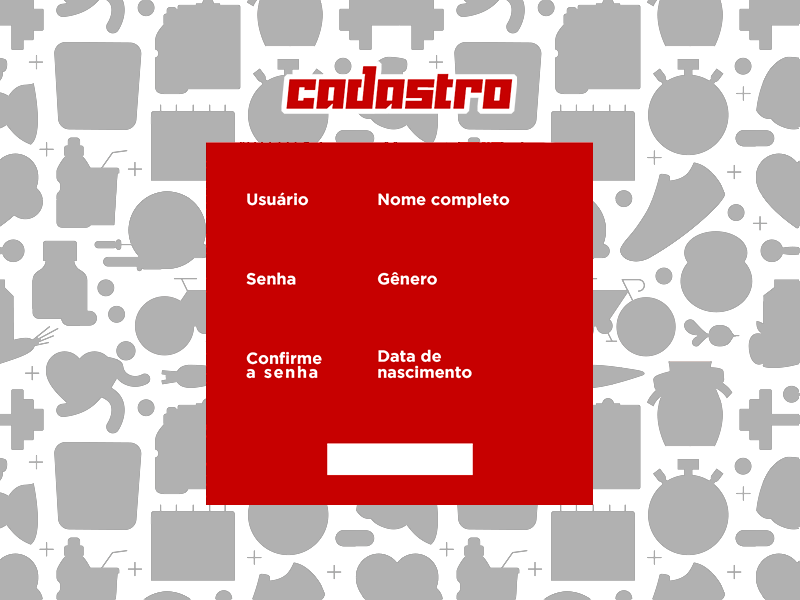 cadastro
Usuário
Nome completo
Senha
Gênero
Confirme
a senha
Data de
nascimento